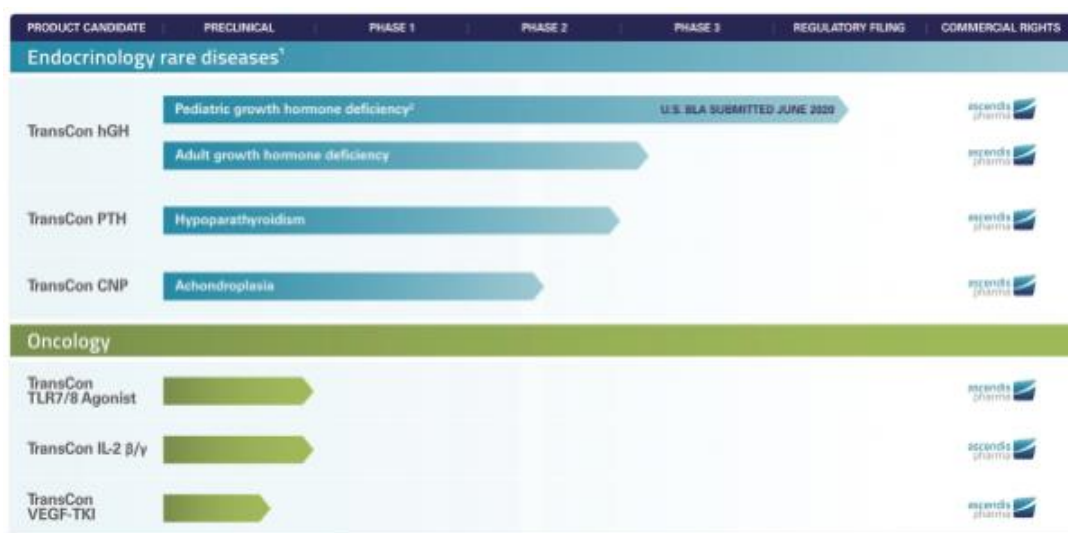 PRODUCT CANDIDATE PRECLINICAL PHASE 1 PHASE 2 PHASE 3 REGULATORY FILING COMMERCIAL RIGHTS
Endocrinology rare diseases¹
TransCon hGH
Pediatric growth hormone deficiency² U.S. BLA SUBMITTED JUNE 2020 ascendis pharma
Adult growth hormone deficiency ascendis pharma
TransCon PTH Hypoparathyroidism ascendis pharma
TransCon CNP Achondroplasia ascendis pharma
Oncology
TransCon
TLR7/8 Agonist ascendis pharma
TransCon IL-2 β/γ ascendis pharma
TransCon
VEGF-TKI ascendis pharma